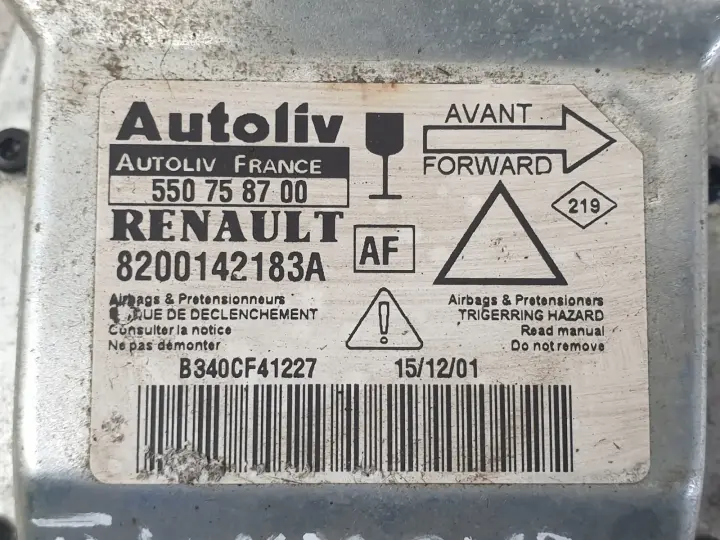 Autoliv
AUTOLIV FRANCE
550 75 87 00
RENAULT
8200142183A
AF
AVANT
FORWARD
219
Airbags & Pretensionneurs
QUE DE DECLENCHEMENT
Consulter la notice
Ne pas démonter
Airbags & Pretensioners
TRIGERRING HAZARD
Read manual
Do not remove
B340CF41227 15/12/01